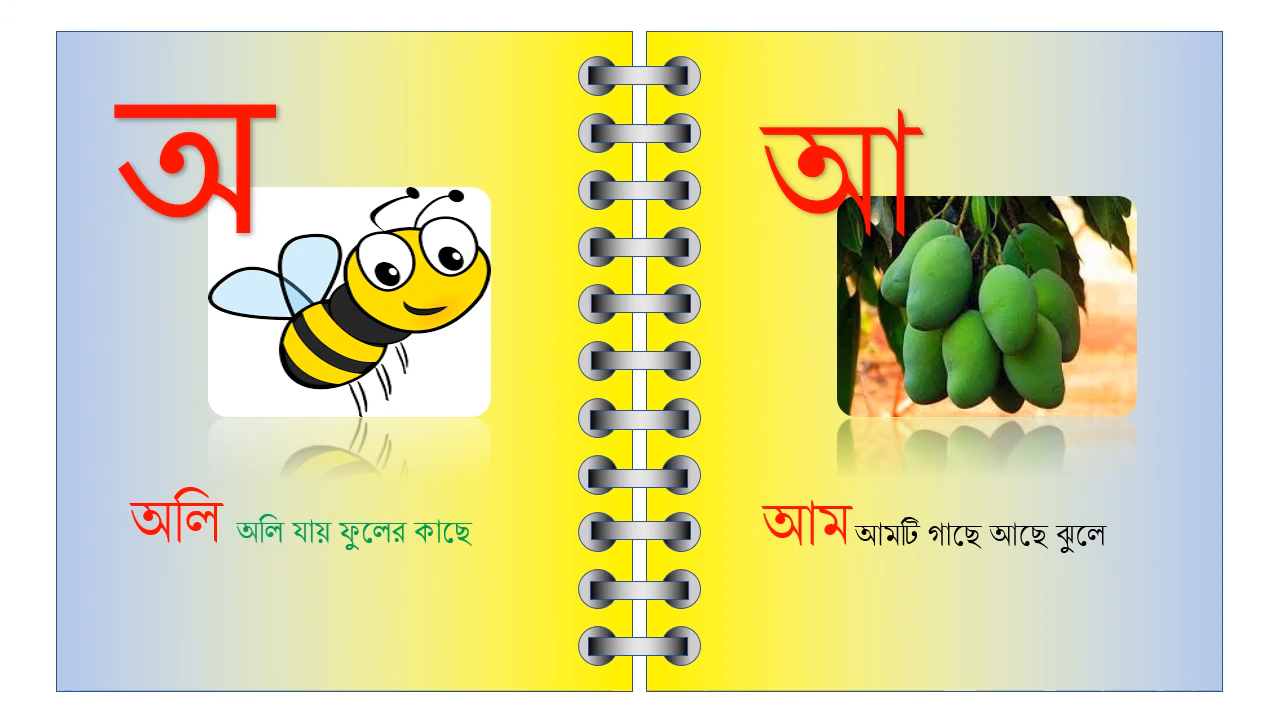 অ
অলি অলি যায় ফুলের কাছে
আ
আম আমটি গাছে আছে ঝুলে